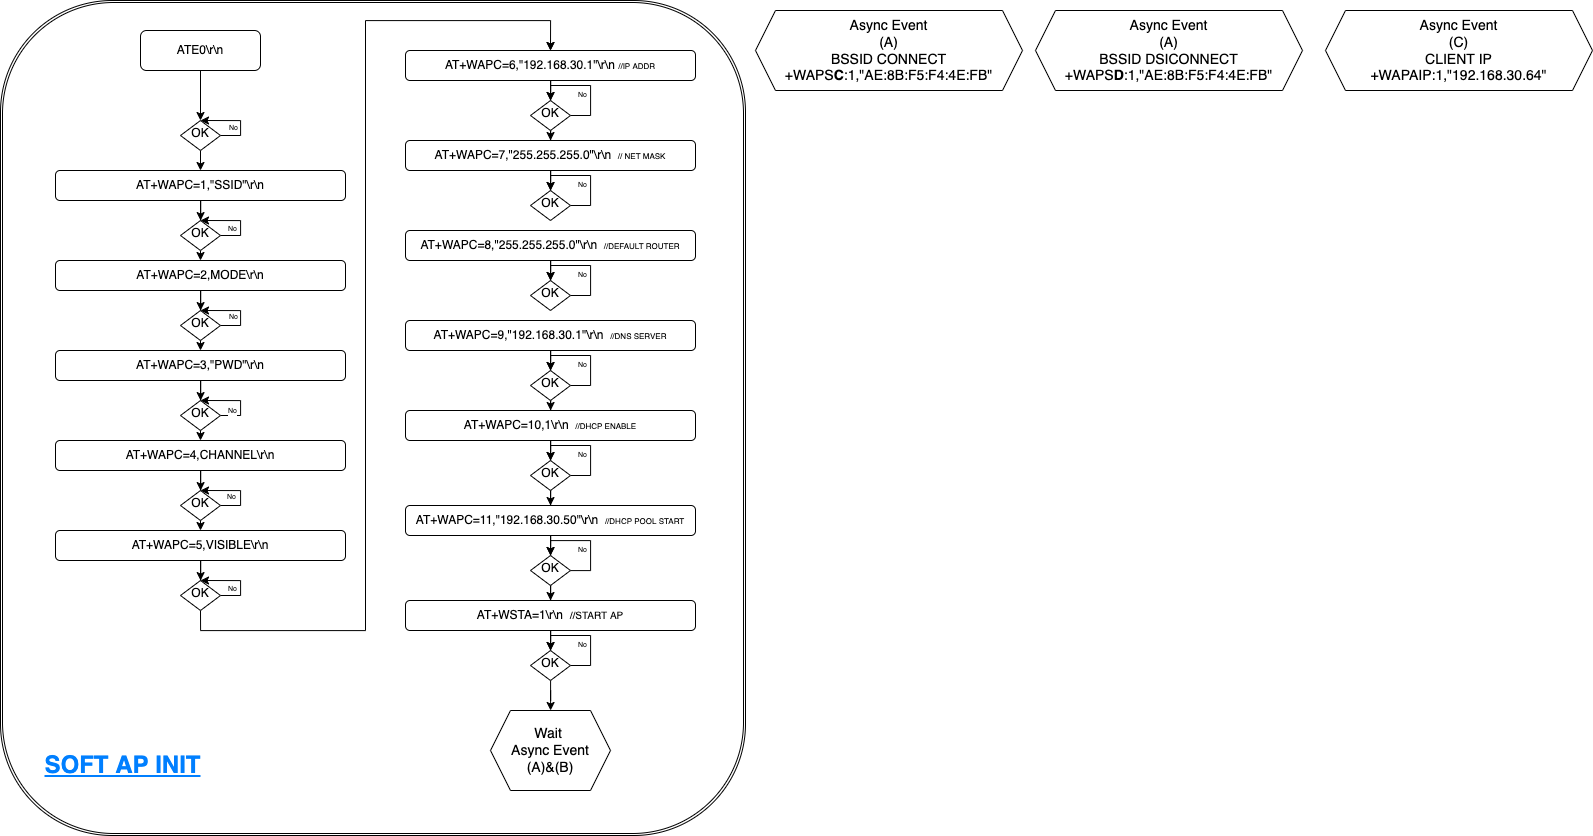 ATE0\r\n
OK
No
AT+WAPC=1,"SSID"\r\n
OK
No
AT+WAPC=2,MODE\r\n
OK
No
AT+WAPC=3,"PWD"\r\n
OK
No
AT+WAPC=4,CHANNEL\r\n
OK
No
AT+WAPC=5,VISIBLE\r\n
OK
No
AT+WAPC=6,"192.168.30.1"\r\n //IP ADDR
No
OK
AT+WAPC=7,"255.255.255.0"\r\n // NET MASK
No
OK
AT+WAPC=8,"255.255.255.0"\r\n //DEFAULT ROUTER
No
OK
AT+WAPC=9,"192.168.30.1"\r\n //DNS SERVER
No
OK
AT+WAPC=10,1\r\n //DHCP ENABLE
No
OK
AT+WAPC=11,"192.168.30.50"\r\n //DHCP POOL START
No
OK
AT+WSTA=1\r\n //START AP
No
OK
Wait
Async Event
(A)&(B)
SOFT AP INIT
Async Event
(A)
BSSID CONNECT
+WAPSC:1,"AE:8B:F5:F4:4E:FB"
Async Event
(A)
BSSID DSICONNECT
+WAPSD:1,"AE:8B:F5:F4:4E:FB"
Async Event
(C)
CLIENT IP
+WAPAIP:1,"192.168.30.64"